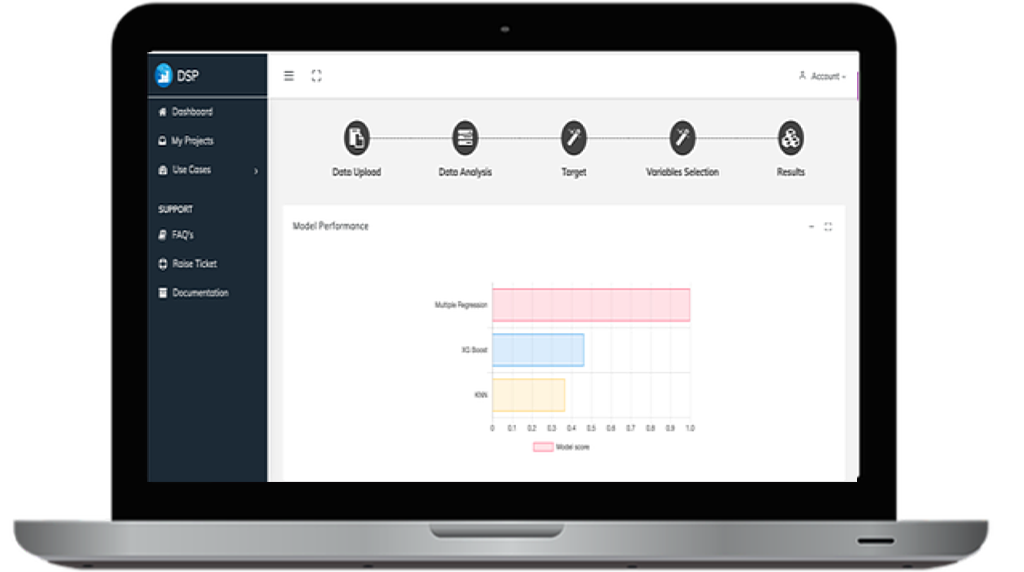 DSP
Account
Dashboard
My Projects
Use Cases
SUPPORT
FAQ's
Raise Ticket
Documentation
Data Upload
Data Analysis
Target
Variables Selection
Results
Model Performance
Multiple Regression
XG Boost
KNN
0 0.1 0.2 0.3 0.4 0.5 0.6 0.7 0.8 0.9 1.0
Model score